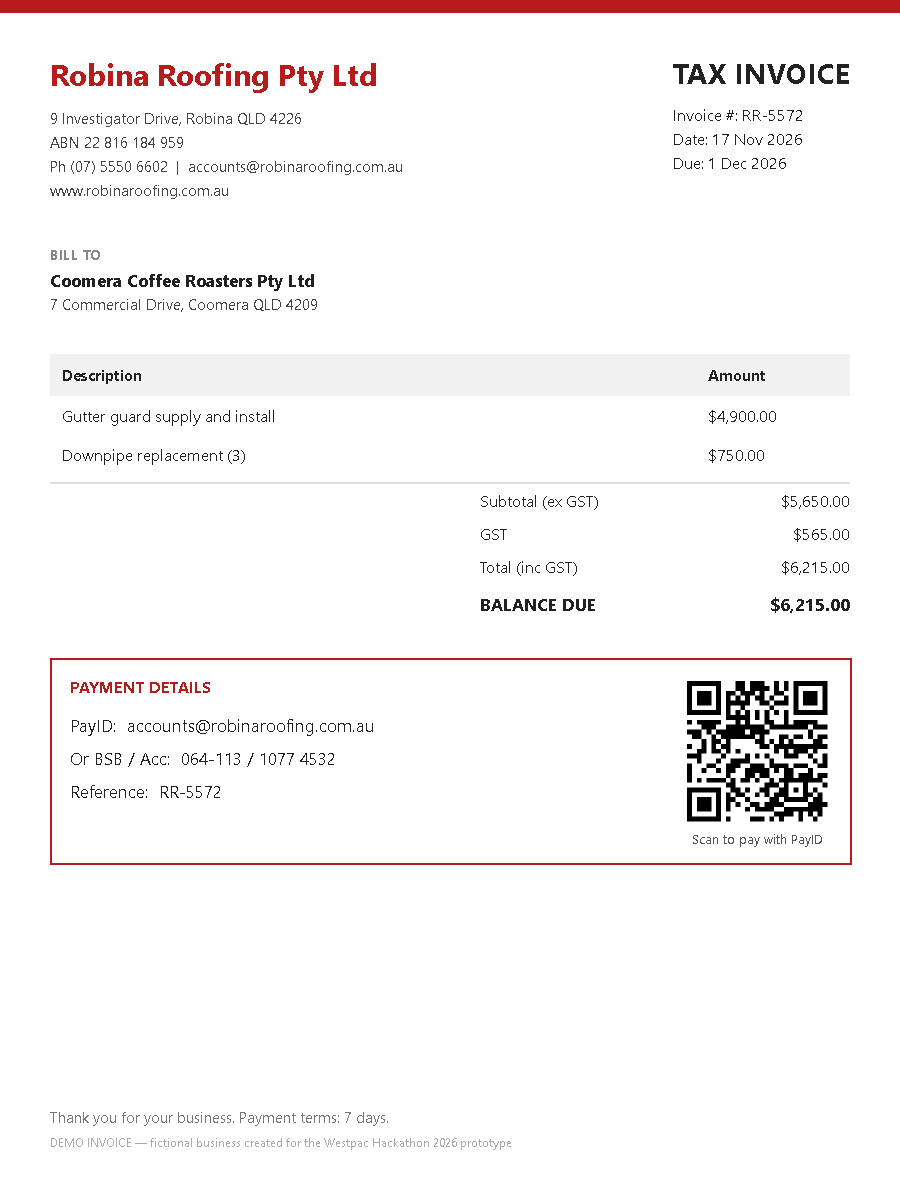 Robina Roofing Pty Ltd
TAX INVOICE
9 Investigator Drive, Robina QLD 4226
ABN 22 816 184 959
Ph (07) 5550 6602 | accounts@robinaroofing.com.au
www.robinaroofing.com.au
Invoice #: RR-5572
Date: 17 Nov 2026
Due: 1 Dec 2026
BILL TO
Coomera Coffee Roasters Pty Ltd
7 Commercial Drive, Coomera QLD 4209
Description Amount
Gutter guard supply and install $4,900.00
Downpipe replacement (3) $750.00
Subtotal (ex GST) $5,650.00
GST $565.00
Total (inc GST) $6,215.00
BALANCE DUE $6,215.00
PAYMENT DETAILS
PayID: accounts@robinaroofing.com.au
Or BSB / Acc: 064-113 / 1077 4532
Reference: RR-5572
Scan to pay with PayID
Thank you for your business. Payment terms: 7 days.
DEMO INVOICE — fictional business created for the Westpac Hackathon 2026 prototype